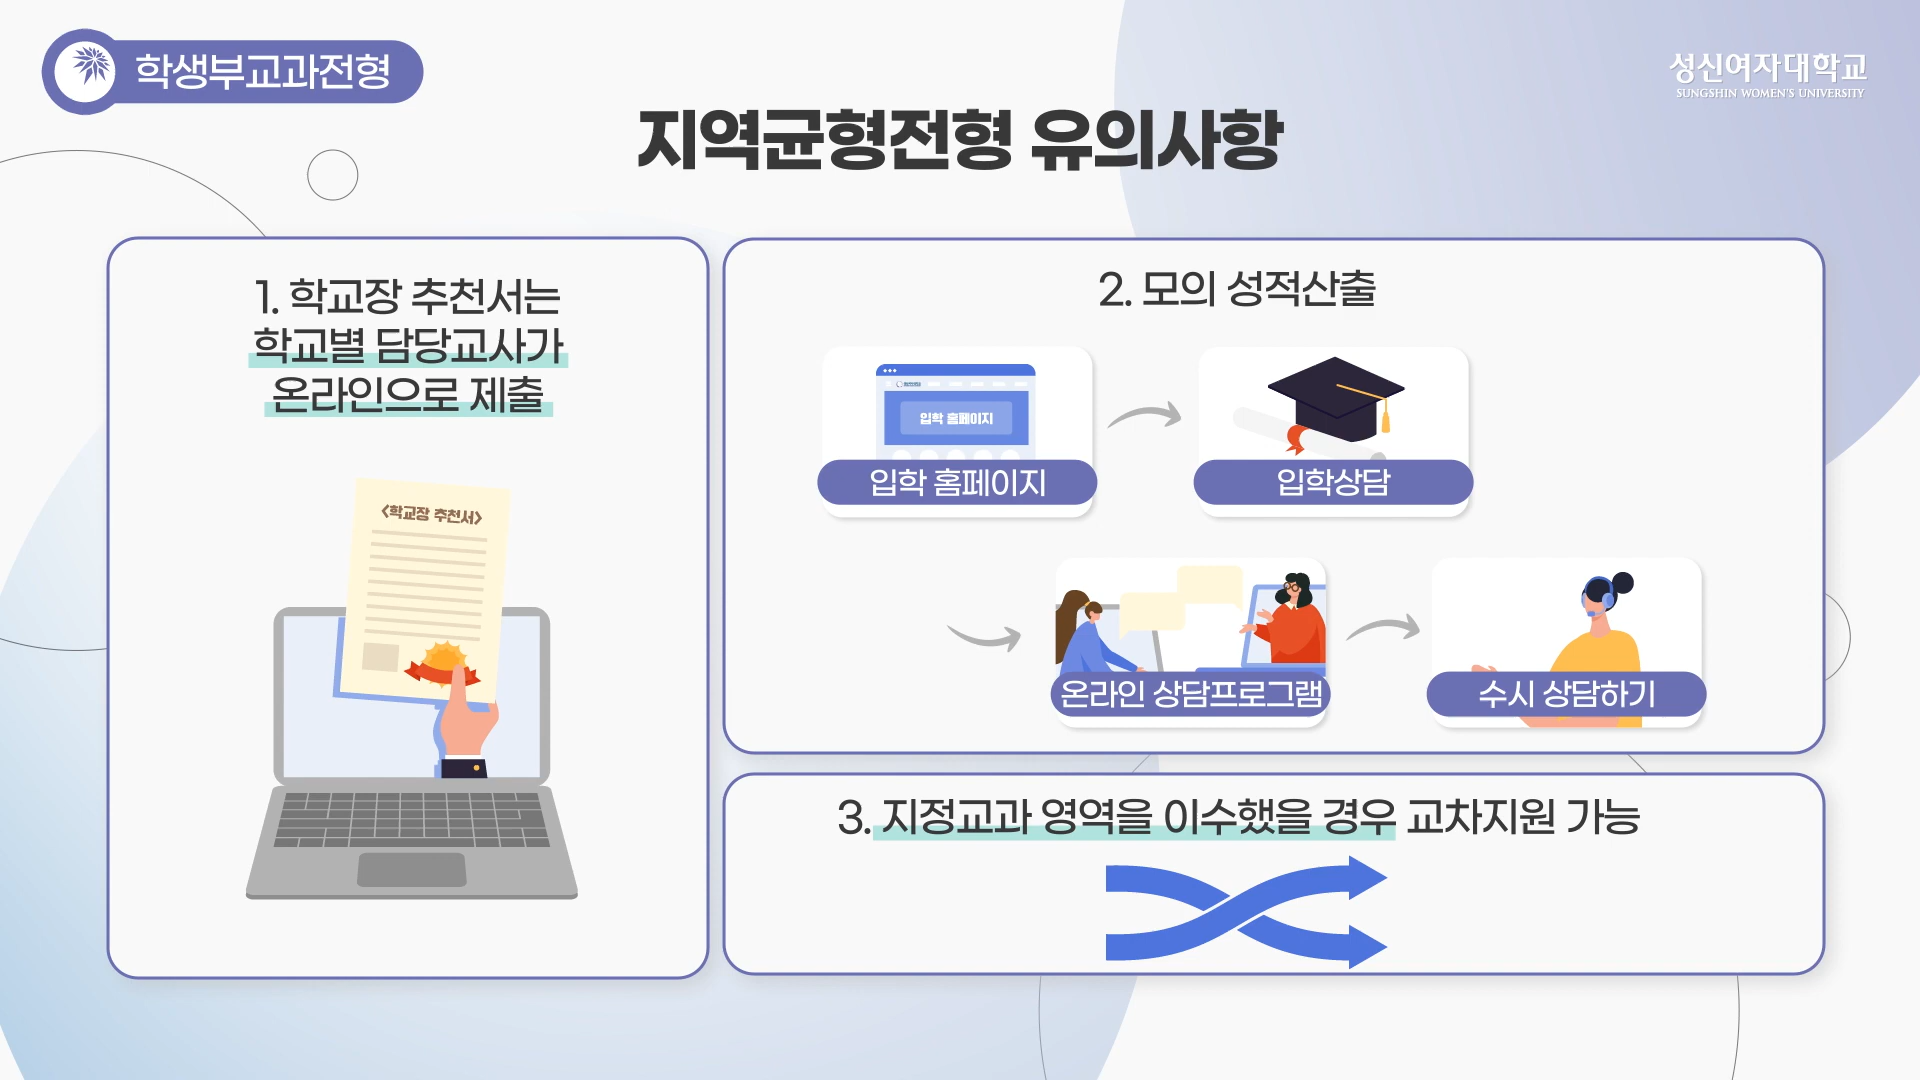 학생부교과전형
성신여자대학교
SUNGSHIN WOMEN'S UNIVERSITY
지역균형전형 유의사항
1. 학교장 추천서는
학교별 담당교사가
온라인으로 제출
<학교장 추천서>
2. 모의 성적산출
입학 홈페이지
입학 홈페이지
입학상담
온라인 상담프로그램
수시 상담하기
3. 지정교과 영역을 이수했을 경우 교차지원 가능